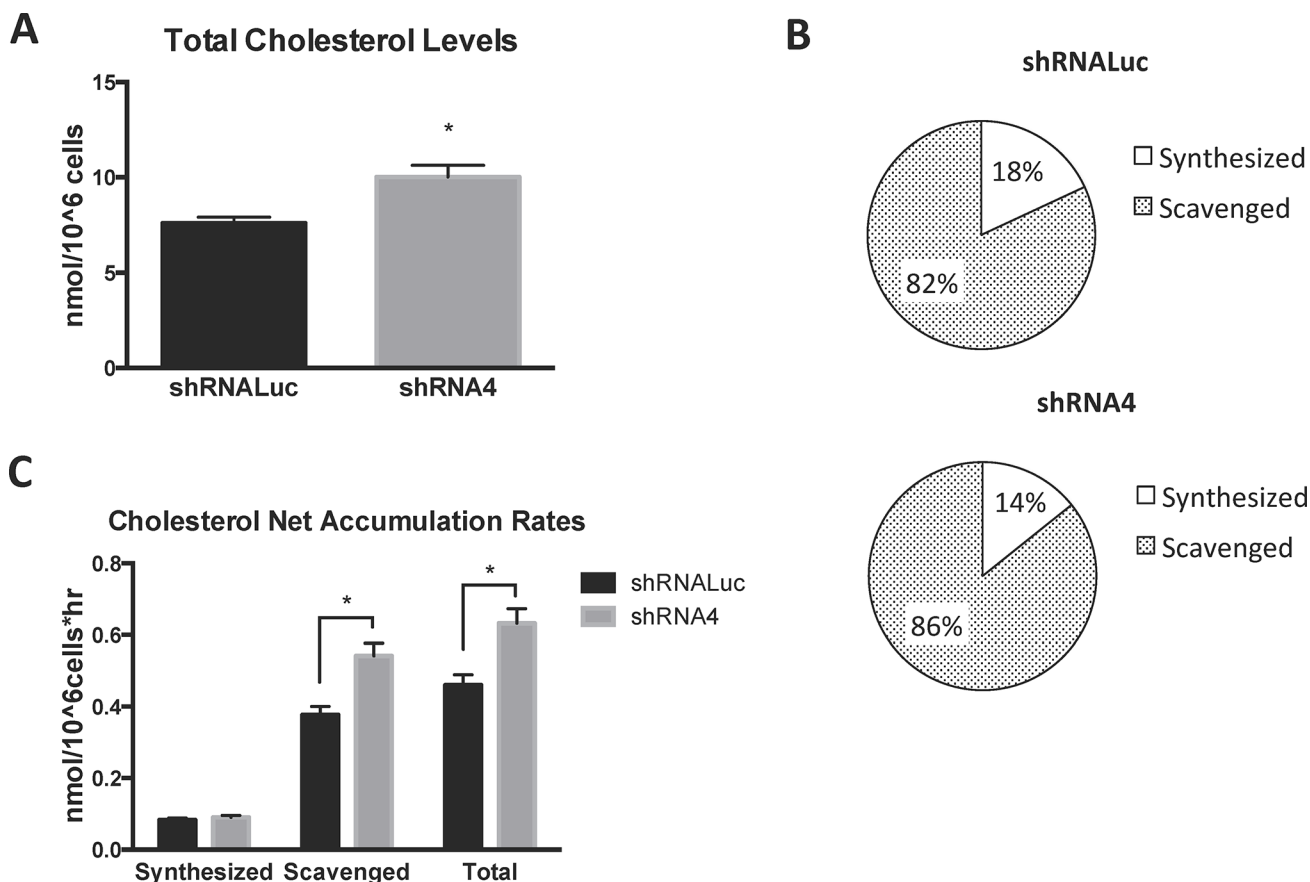 A
Total Cholesterol Levels
15
10
5
0
nmol/10^6 cells
*
shRNALuc
shRNA4
B
shRNALuc
18%
82%
Synthesized
Scavenged
shRNA4
14%
86%
Synthesized
Scavenged
C
Cholesterol Net Accumulation Rates
0.8
0.6
0.4
0.2
0.0
nmol/10^6cells*hr
*
*
shRNALuc
shRNA4
Synthesized
Scavenged
Total